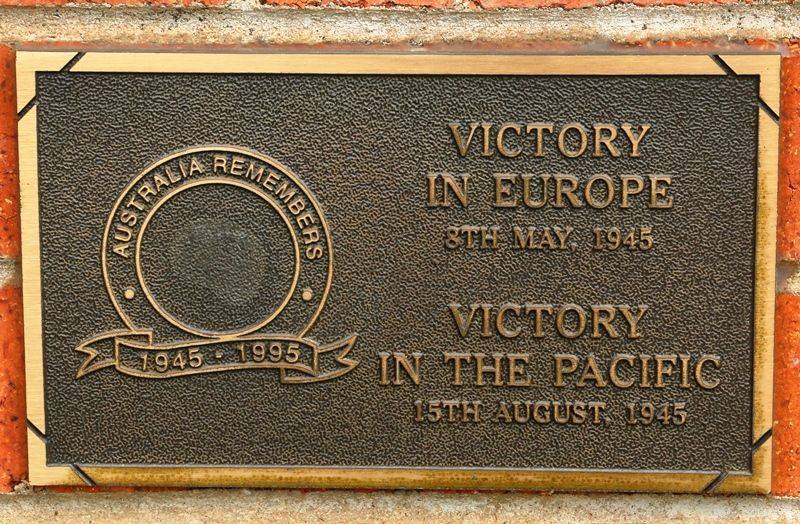 AUSTRALIA REMEMBERS
1945 - 1995
VICTORY
IN EUROPE
8TH MAY, 1945
VICTORY
IN THE PACIFIC
15TH AUGUST, 1945